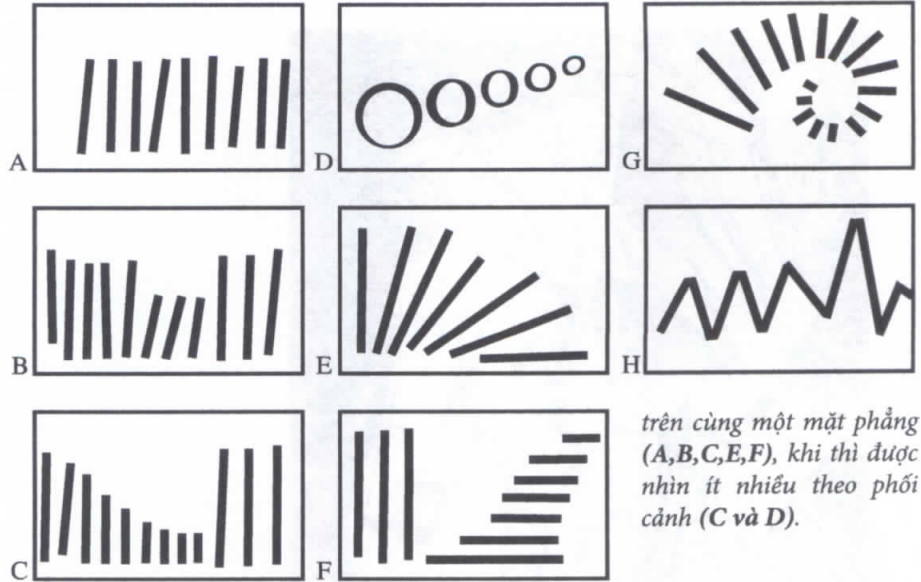 A
D
G
B
E
H
C
F
trên cùng một mặt phẳng
(A,B,C,E,F), khi thì được
nhìn ít nhiều theo phối
cảnh (C và D).